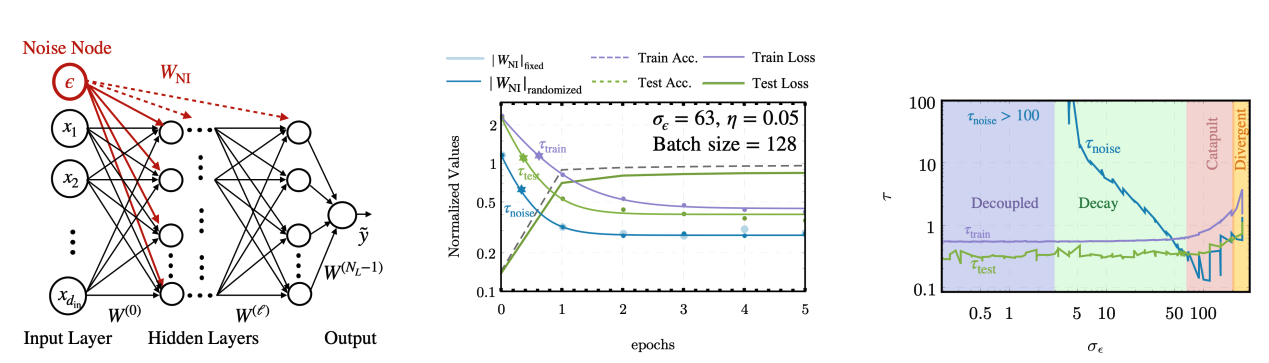 Noise Node
ϵ
W_NI
x_1
x_2
x_{d_in}
W^(0)
W^(ℓ)
W^(N_L−1)
ỹ
Input Layer
Hidden Layers
Output
|W_NI|_fixed
Train Acc.
Train Loss
|W_NI|_randomized
Test Acc.
Test Loss
σ_ϵ = 63, η = 0.05
Batch size = 128
τ_train
τ_test
τ_noise
Normalized Values
2
1
0.5
0.2
0.1
0 1 2 3 4 5
epochs
τ
100
10
1
0.1
τ_noise > 100
τ_noise
Decoupled
Decay
Catapult
Divergent
τ_train
τ_test
0.5 1 5 10 50 100
σ_ϵ